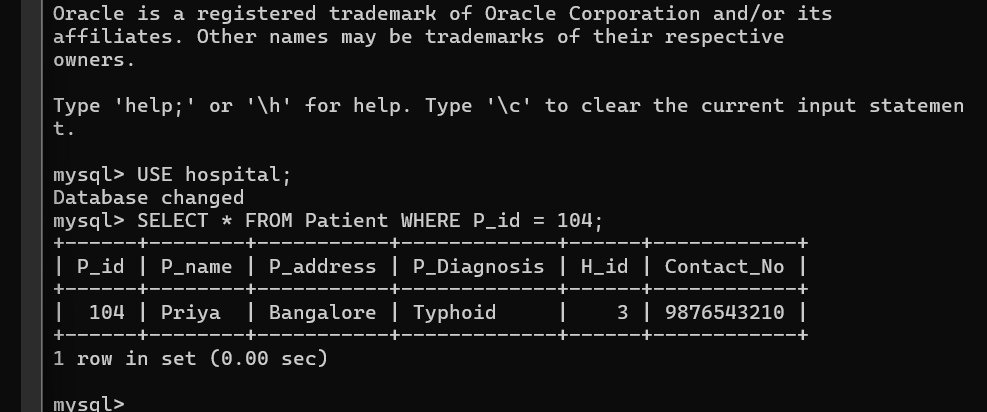 Oracle is a registered trademark of Oracle Corporation and/or its
affiliates. Other names may be trademarks of their respective
owners.
Type 'help;' or '\h' for help. Type '\c' to clear the current input statemen
t.
mysql> USE hospital;
Database changed
mysql> SELECT * FROM Patient WHERE P_id = 104;
+------+--------+-----------+-------------+------+------------+
| P_id | P_name | P_address | P_Diagnosis | H_id | Contact_No |
+------+--------+-----------+-------------+------+------------+
|  104 | Priya  | Bangalore | Typhoid     |    3 | 9876543210 |
+------+--------+-----------+-------------+------+------------+
1 row in set (0.00 sec)
mysql>